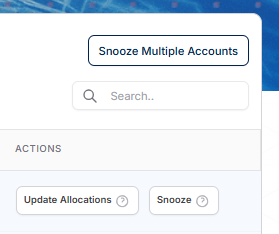 Snooze Multiple Accounts
Search..
ACTIONS
Update Allocations ? Snooze ?